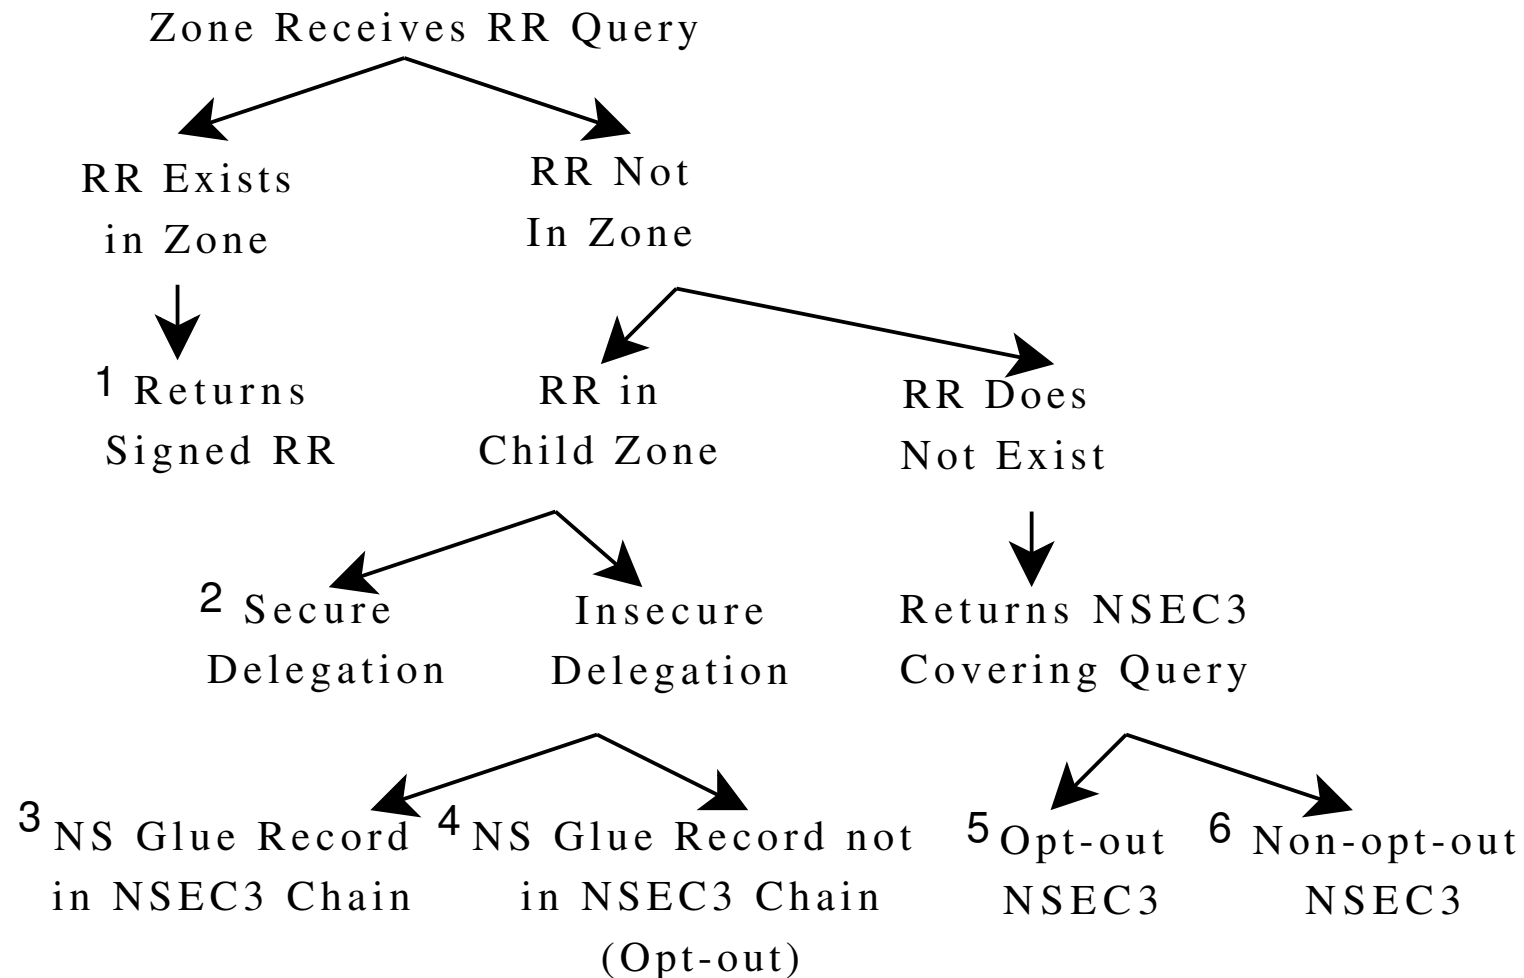 Zone Receives RR Query
RR Exists
in Zone
RR Not
In Zone
1 Returns
Signed RR
RR in
Child Zone
RR Does
Not Exist
2 Secure
Delegation
Insecure
Delegation
Returns NSEC3
Covering Query
3 NS Glue Record
in NSEC3 Chain
4 NS Glue Record not
in NSEC3 Chain
(Opt-out)
5 Opt-out
NSEC3
6 Non-opt-out
NSEC3